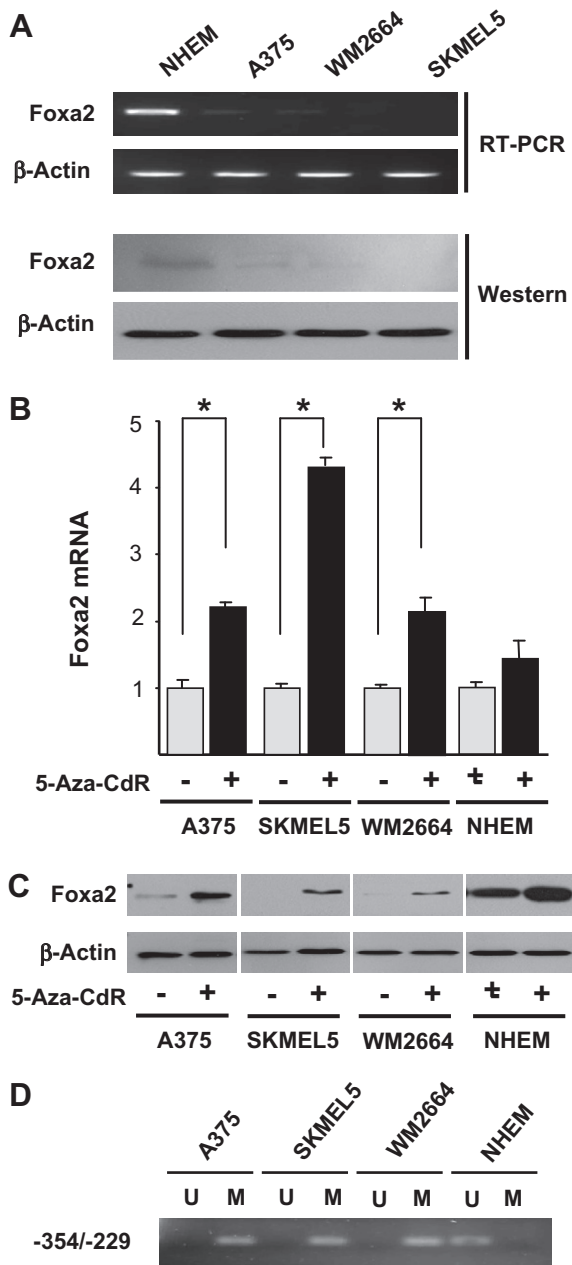 A
NHEM A375 WM2664 SKMEL5
Foxa2
β-Actin
RT-PCR
Foxa2
β-Actin
Western
B
5
4
3
2
1
Foxa2 mRNA
* * *
5-Aza-CdR - + - + - + +
A375 SKMEL5 WM2664 NHEM
C
Foxa2
β-Actin
5-Aza-CdR - + - + - + +
A375 SKMEL5 WM2664 NHEM
D
A375 SKMEL5 WM2664 NHEM
U M U M U M U M
-354/-229